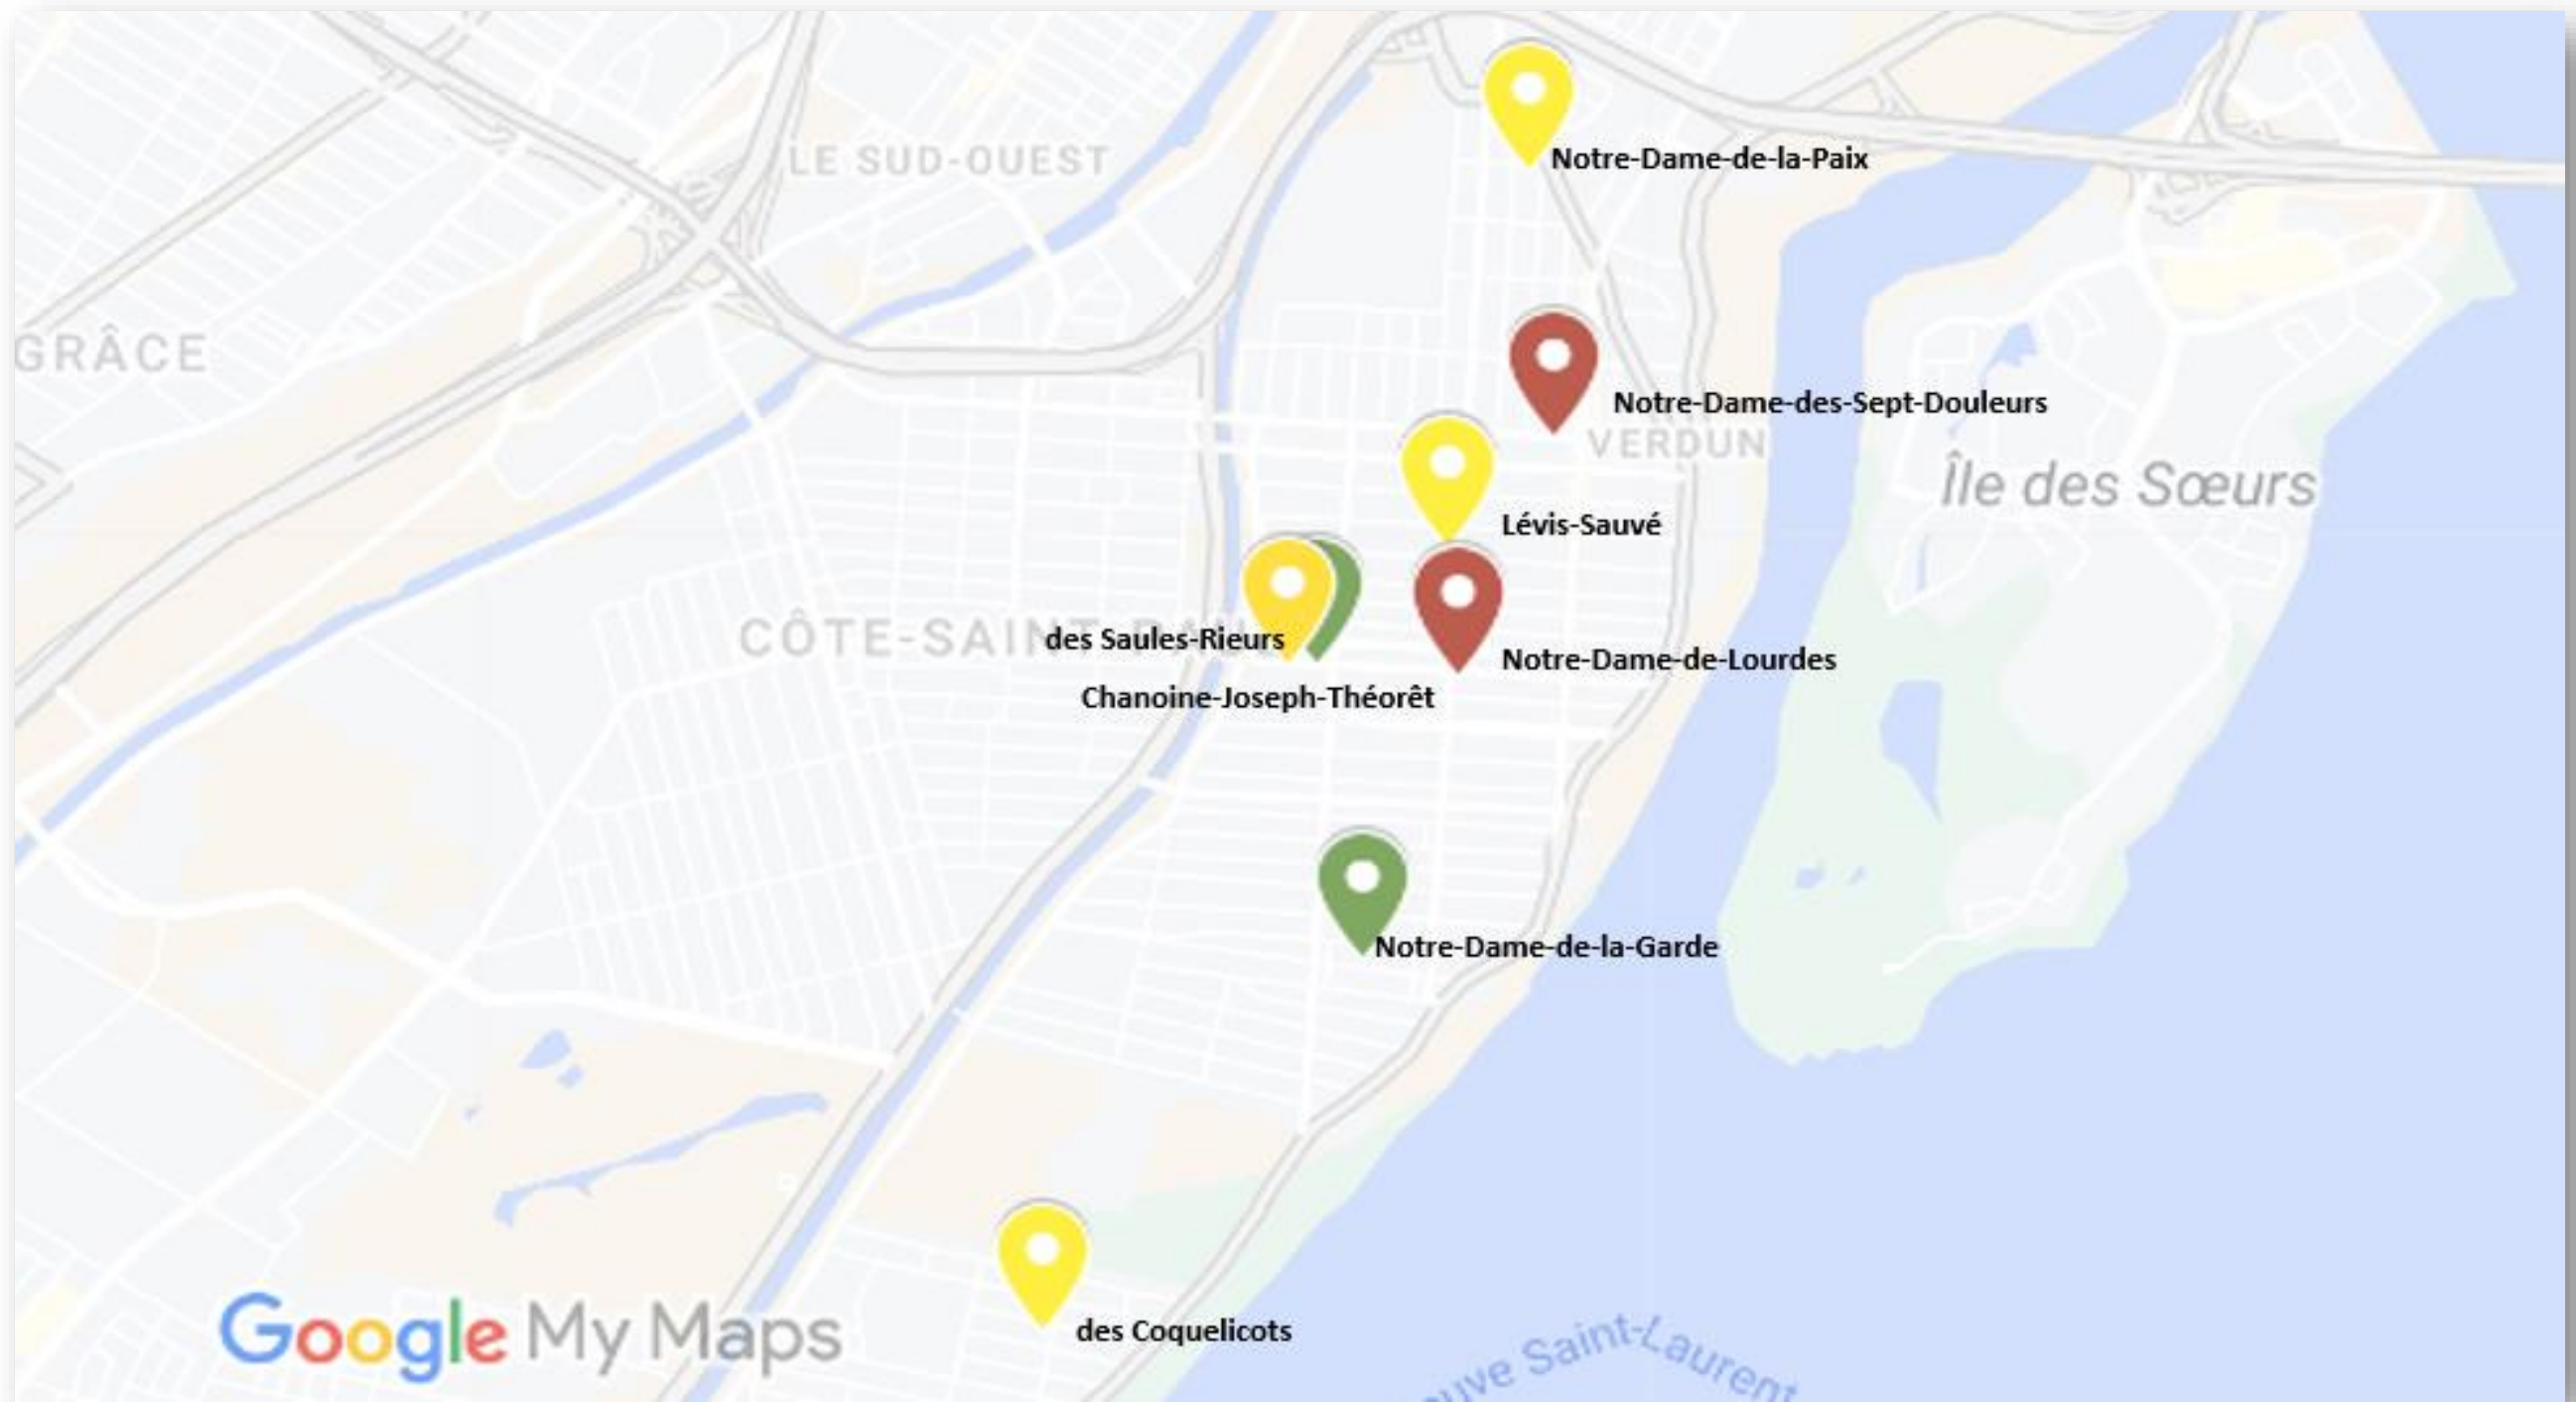 Notre-Dame-de-la-Paix
LE SUD-OUEST
GRÂCE
Notre-Dame-des-Sept-Douleurs
VERDUN
Île des Sœurs
Lévis-Sauvé
des Saules-Rieurs
Notre-Dame-de-Lourdes
Chanoine-Joseph-Théorêt
Notre-Dame-de-la-Garde
des Coquelicots
Google My Maps
Saint-Laurent